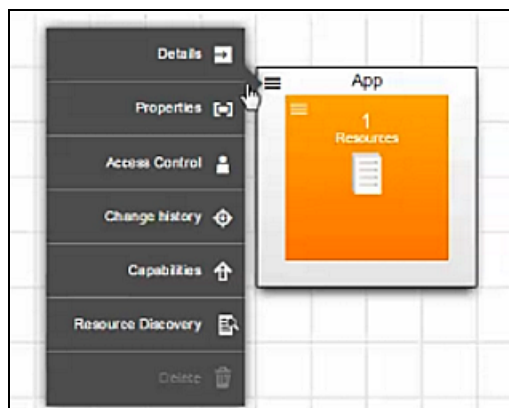 Details
Properties
Access Control
Change history
Capabilities
Resource Discovery
Delete
App
1
Resources